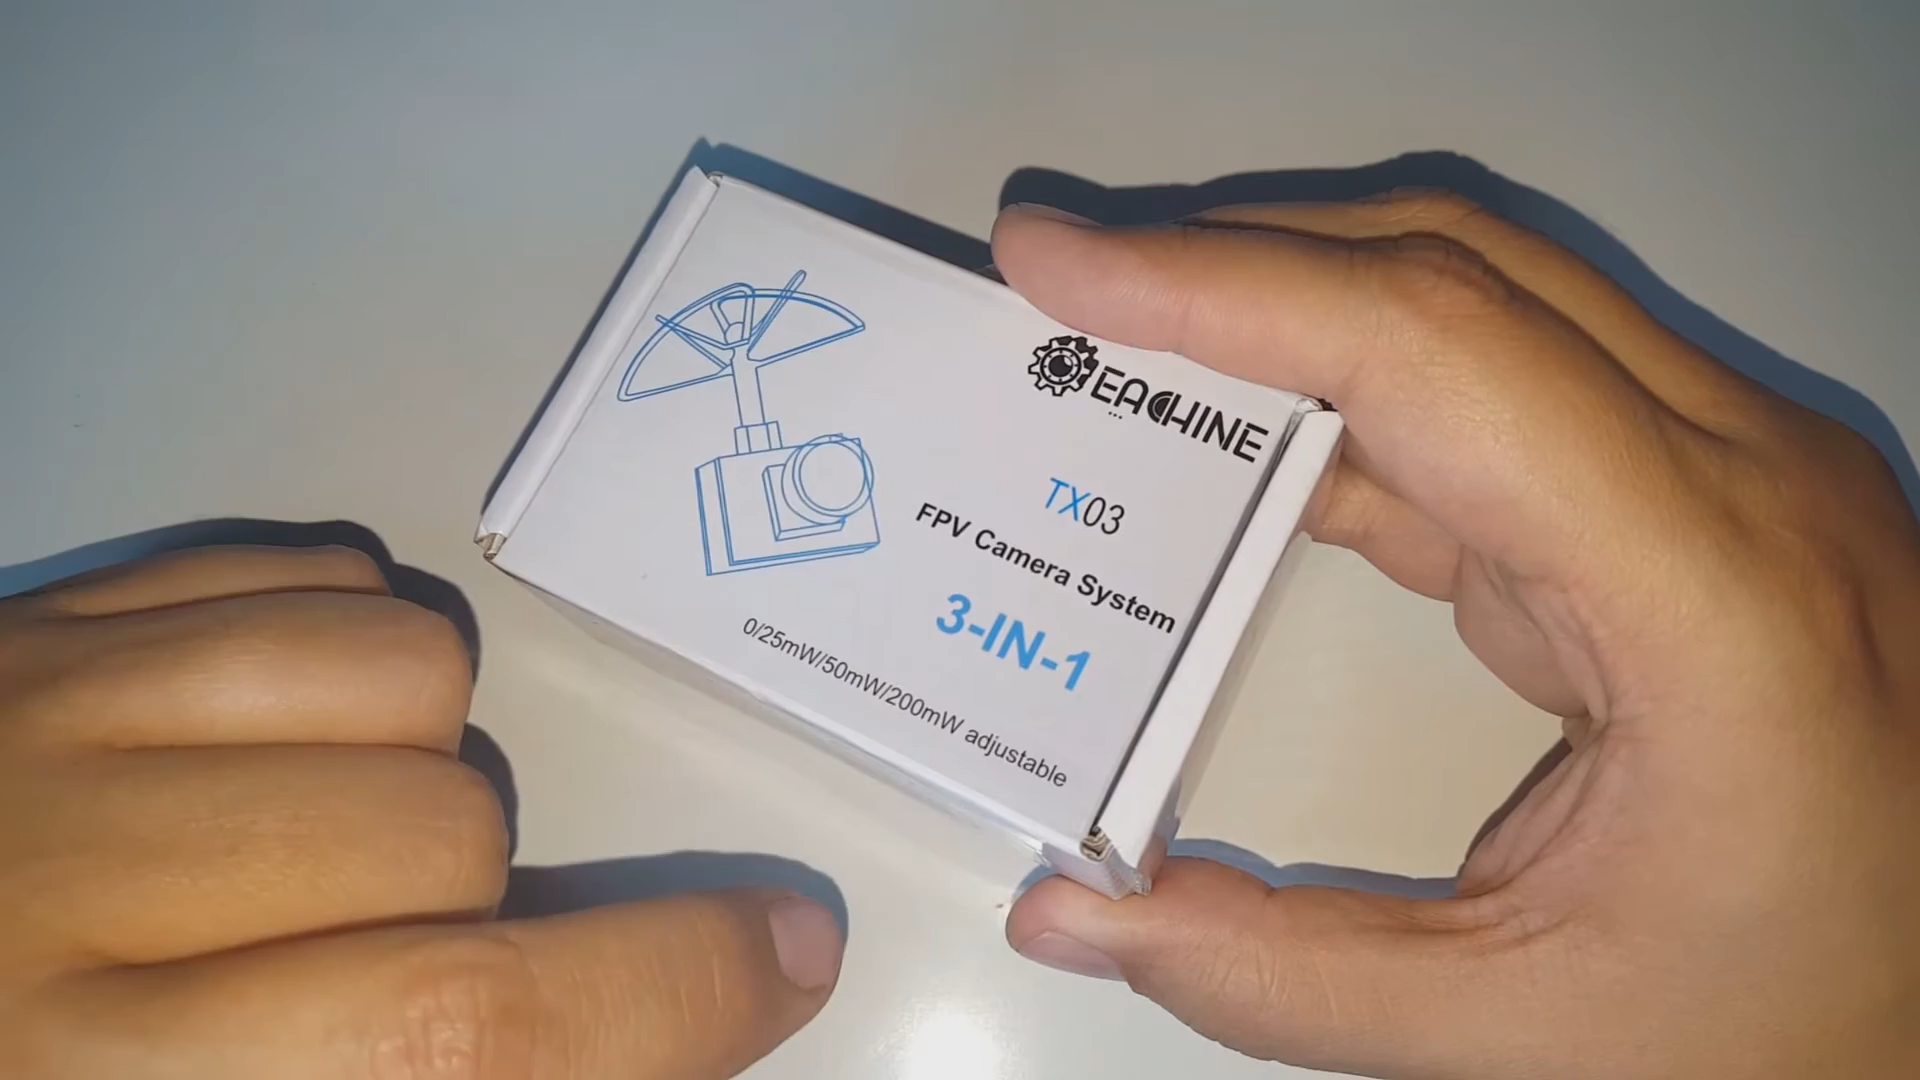 EACHINE
TX03
FPV Camera System
3-IN-1
0/25mW/50mW/200mW adjustable